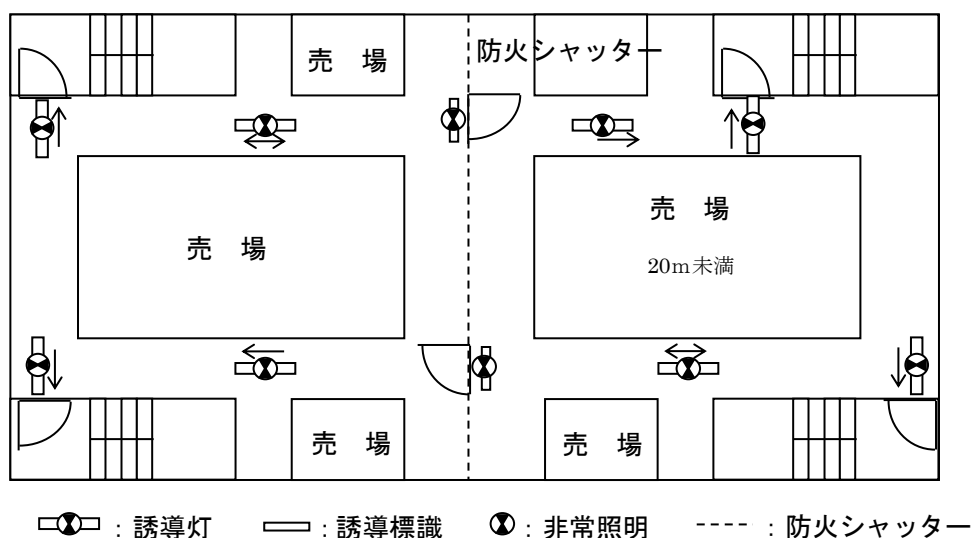 売 場
防火シャッター
売 場
売 場
20m未満
売 場
売 場
：誘導灯
：誘導標識
：非常照明
：防火シャッター